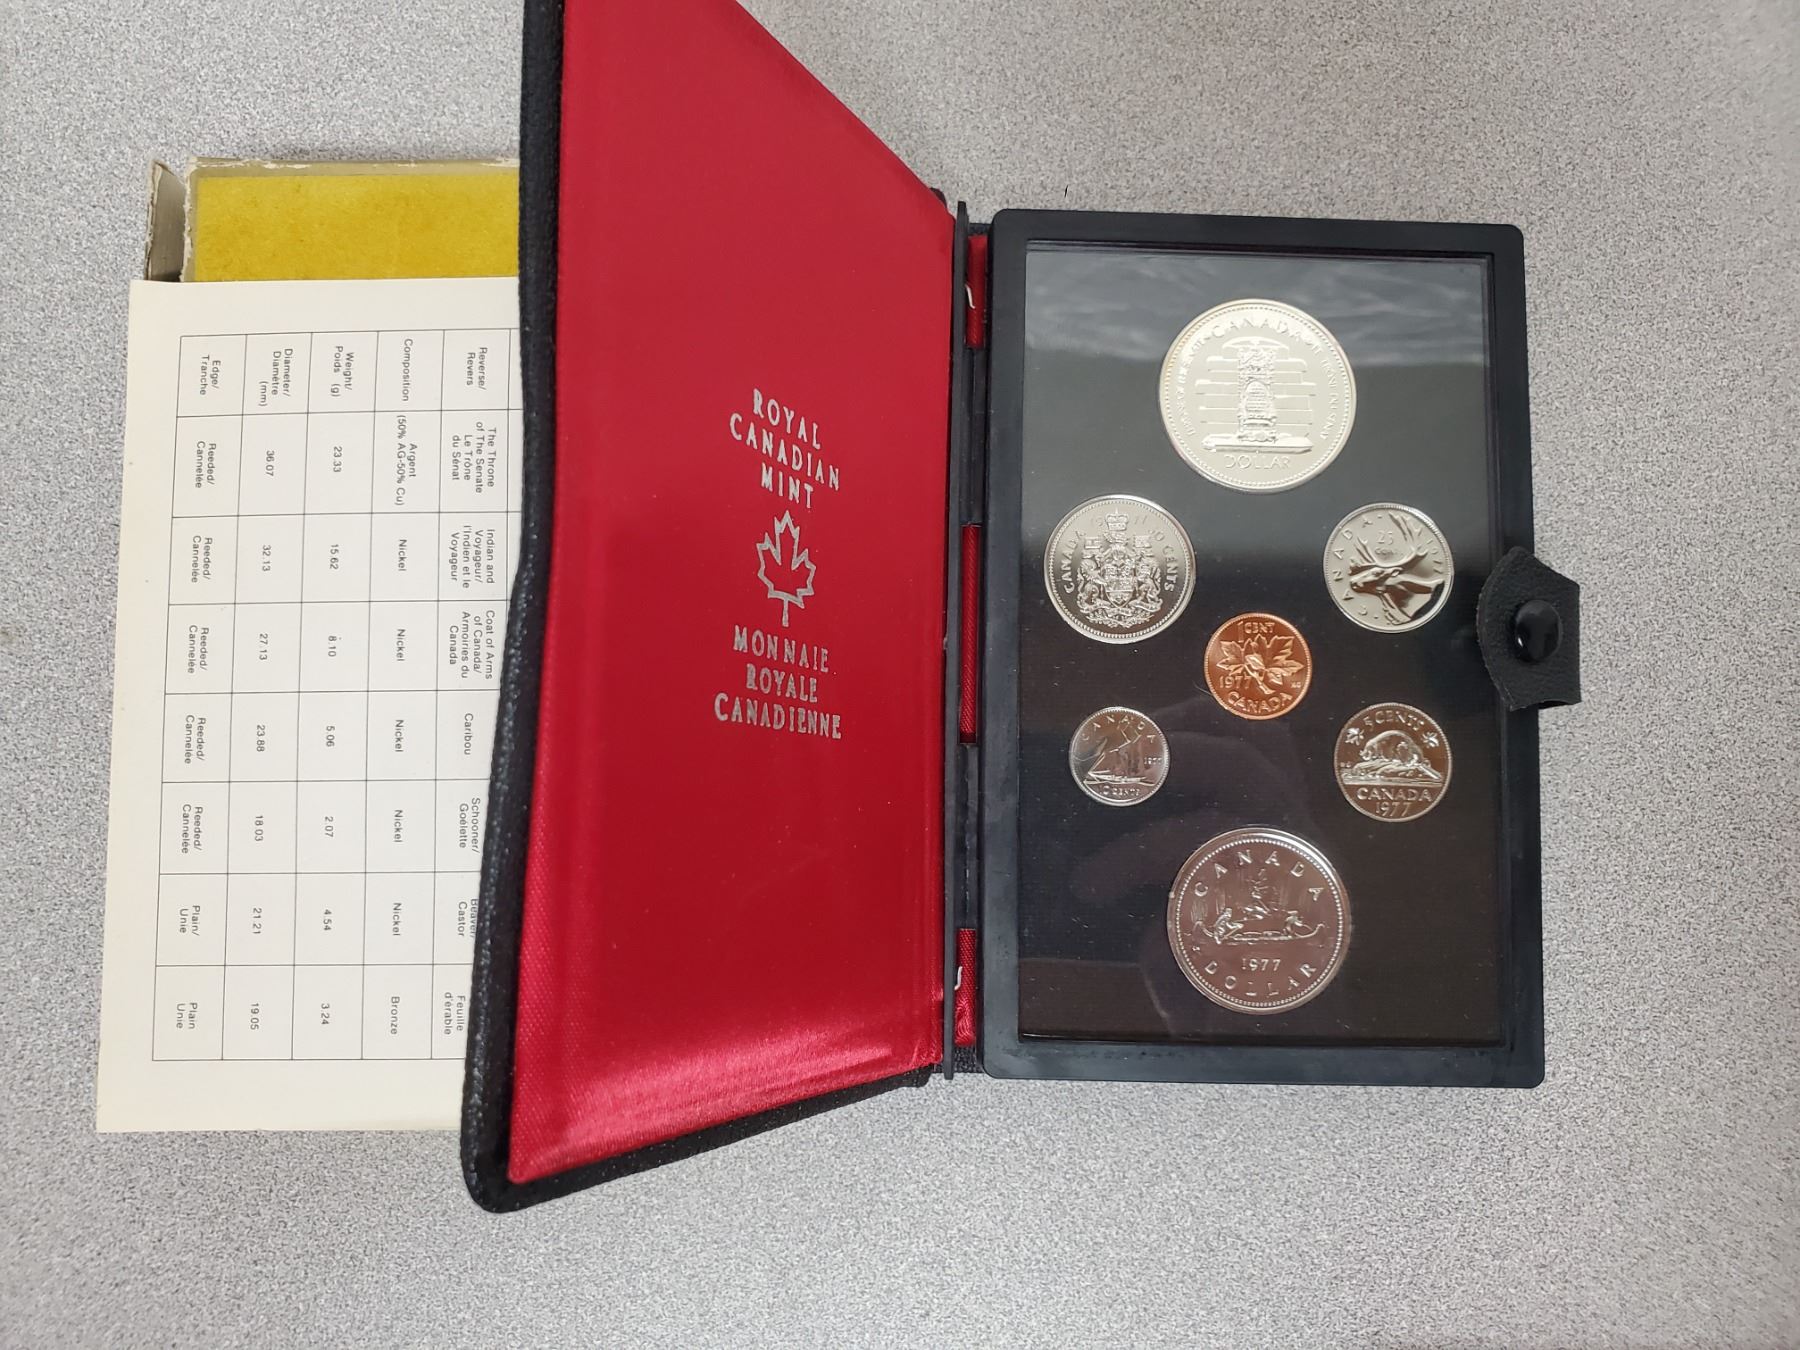 Reverse/
Revers
The Throne
of The Senate
Le Trône
du Sénat
Indian and
Voyageur/
l'Indien et le
Voyageur
Coat of Arms
of Canada/
Armoiries du
Canada
Caribou
Schooner/
Goélette
Beaver/
Castor
Feuille
d'érable
Composition
Argent
(50% AG-50% Cu)
Nickel
Nickel
Nickel
Nickel
Nickel
Bronze
Weight/
Poids (g)
23.33
15.62
8.10
5.06
2.07
4.54
3.24
Diameter/
Diamètre
(mm)
36.07
32.13
27.13
23.88
18.03
21.21
19.05
Edge/
Tranche
Reeded/
Cannelée
Reeded/
Cannelée
Reeded/
Cannelée
Reeded/
Cannelée
Reeded/
Cannelée
Plain/
Unie
Plain
Unie
ROYAL
CANADIAN
MINT
MONNAIE
ROYALE
CANADIENNE
CANADA
DOLLAR
CANADA
50 CENTS
CANADA 1977
25
CENTS
1 CENT
1977
CANADA
CANADA
1977
10 CENTS
5 CENTS
CANADA
1977
CANADA
1977
DOLLAR